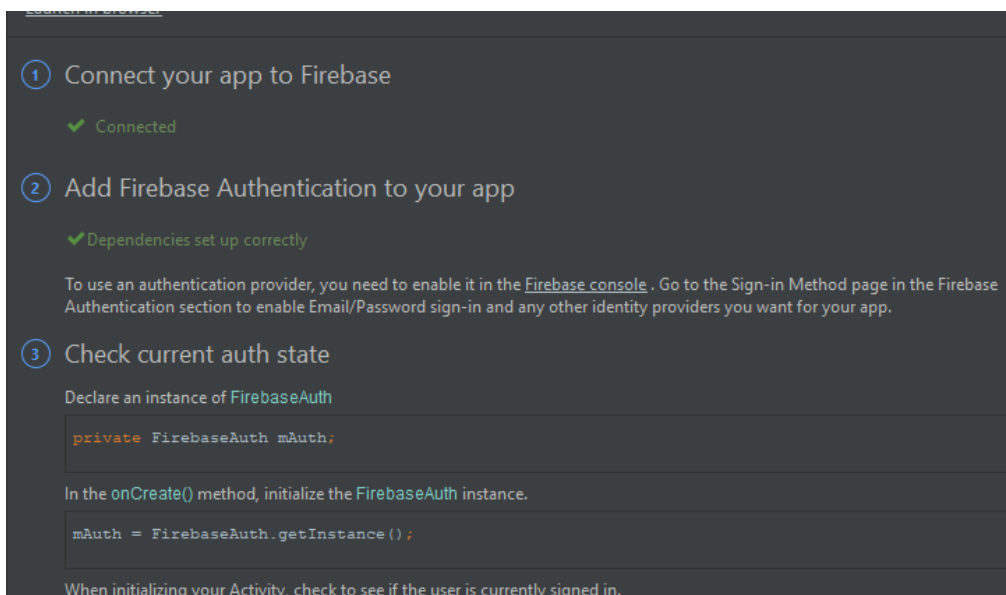 Launch in browser
1 Connect your app to Firebase
Connected
2 Add Firebase Authentication to your app
Dependencies set up correctly
To use an authentication provider, you need to enable it in the Firebase console . Go to the Sign-in Method page in the Firebase
Authentication section to enable Email/Password sign-in and any other identity providers you want for your app.
3 Check current auth state
Declare an instance of FirebaseAuth
private FirebaseAuth mAuth;
In the onCreate() method, initialize the FirebaseAuth instance.
mAuth = FirebaseAuth.getInstance();
When initializing your Activity, check to see if the user is currently signed in.